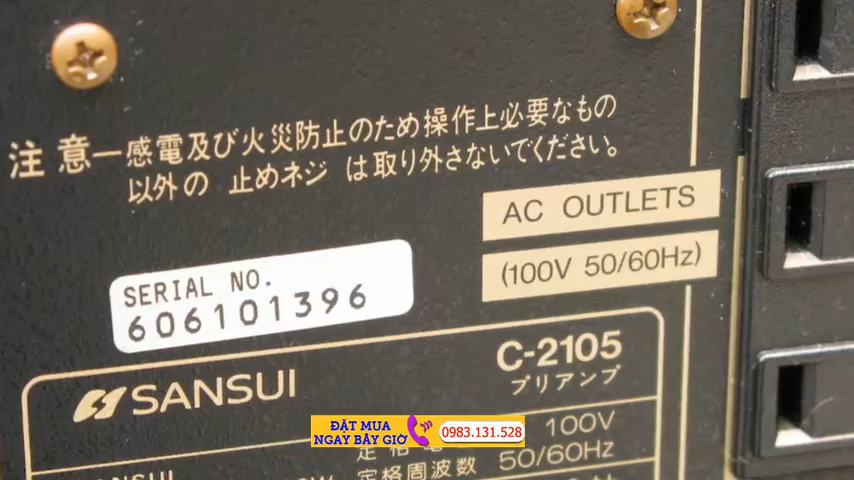 注意－感電及び火災防止のため操作上必要なもの
以外の 止めネジ は取り外さないでください。
AC OUTLETS
(100V 50/60Hz)
SERIAL NO.
606101396
SANSUI
C-2105
プリアンプ
ĐẶT MUA
NGAY BÂY GIỜ
0983.131.528
100V
定格周波数 50/60Hz